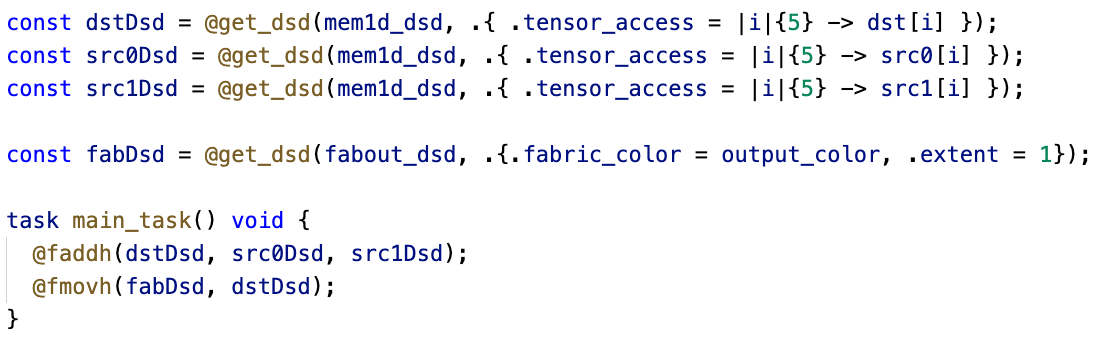 const dstDsd = @get_dsd(mem1d_dsd, .{ .tensor_access = |i|{5} -> dst[i] });
const src0Dsd = @get_dsd(mem1d_dsd, .{ .tensor_access = |i|{5} -> src0[i] });
const src1Dsd = @get_dsd(mem1d_dsd, .{ .tensor_access = |i|{5} -> src1[i] });
const fabDsd = @get_dsd(fabout_dsd, .{.fabric_color = output_color, .extent = 1});
task main_task() void {
@faddh(dstDsd, src0Dsd, src1Dsd);
@fmovh(fabDsd, dstDsd);
}